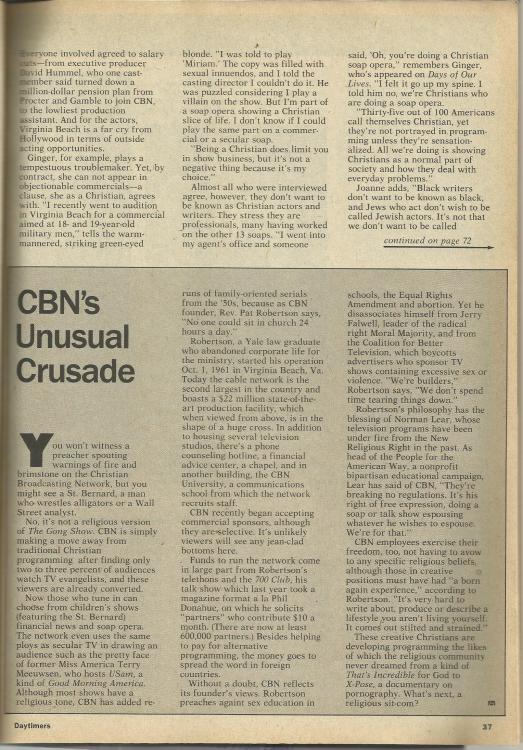 Everyone involved agreed to salary
cuts—from executive producer
David Hummel, who one cast-
member said turned down a
million-dollar pension plan from
Procter and Gamble to join CBN,
to the lowliest production
assistant. And for the actors,
Virginia Beach is a far cry from
Hollywood in terms of outside
acting opportunities.
Ginger, for example, plays a
tempestuous troublemaker. Yet, by
contract, she can not appear in
objectionable commercials—a
clause, she as a Christian, agrees
with. "I recently went to audition
in Virginia Beach for a commercial
aimed at 18- and 19-year-old
military men," tells the warm-
mannered, striking green-eyed
blonde. "I was told to play
'Miriam.' The copy was filled with
sexual innuendos, and I told the
casting director I couldn't do it. He
was puzzled considering I play a
villain on the show. But I'm part of
a soap opera showing a Christian
slice of life. I don't know if I could
play the same part on a commer-
cial or a secular soap.
"Being a Christian does limit you
in show business, but it's not a
negative thing because it's my
choice."
Almost all who were interviewed
agree, however, they don't want to
be known as Christian actors and
writers. They stress they are
professionals, many having worked
on the other 13 soaps. "I went into
my agent's office and someone
said, 'Oh, you're doing a Christian
soap opera," remembers Ginger,
who's appeared on Days of Our
Lives. "I felt it go up my spine. I
told him no, we're Christians who
are doing a soap opera.
"Thirty-five out of 100 Americans
call themselves Christian, yet
they're not portrayed in program-
ming unless they're sensation-
alized. All we're doing is showing
Christians as a normal part of
society and how they deal with
everyday problems."
Joanne adds, "Black writers
don't want to be known as black,
and Jews who act don't wish to be
called Jewish actors. It's not that
we don't want to be called
continued on page 72
CBN's
Unusual
Crusade
You won't witness a
preacher spouting
warnings of fire and
brimstone on the Christian
Broadcasting Network, but you
might see a St. Bernard, a man
who wrestles alligators or a Wall
Street analyst.
No, it's not a religious version
of The Gong Show. CBN is simply
making a move away from
traditional Christian
programming after finding only
two to three percent of audiences
watch TV evangelists, and these
viewers are already converted.
Now those who tune in can
choose from children's shows
(featuring the St. Bernard)
financial news and soap opera.
The network even uses the same
ploys as secular TV in drawing an
audience such as the pretty face
of former Miss America Terry
Meeuwsen, who hosts USam, a
kind of Good Morning America.
Although most shows have a
religious tone, CBN has added re-
runs of family-oriented serials
from the '50s, because as CBN
founder, Rev. Pat Robertson says,
"No one could sit in church 24
hours a day."
Robertson, a Yale law graduate
who abandoned corporate life for
the ministry, started his operation
Oct. 1, 1961 in Virginia Beach, Va.
Today the cable network is the
second largest in the country and
boasts a $22 million state-of-the-
art production facility, which
when viewed from above, is in the
shape of a huge cross. In addition
to housing several television
studios, there's a phone
counseling hotline, a financial
advice center, a chapel, and in
another building, the CBN
University, a communications
school from which the network
recruits staff.
CBN recently began accepting
commercial sponsors, although
they are selective. It's unlikely
viewers will see any jean-clad
bottoms here.
Funds to run the network come
in large part from Robertson's
telethons and the 700 Club, his
talk show which last year took a
magazine format a la Phil
Donahue, on which he solicits
"partners" who contribute $10 a
month. (There are now at least
600,000 partners.) Besides helping
to pay for alternative
programming, the money goes to
spread the word in foreign
countries.
Without a doubt, CBN reflects
its founder's views. Robertson
preaches against sex education in
schools, the Equal Rights
Amendment and abortion. Yet he
disassociates himself from Jerry
Falwell, leader of the radical
right Moral Majority, and from
the Coalition for Better
Television, which boycotts
advertisers who sponsor TV
shows containing excessive sex or
violence. "We're builders,"
Robertson says, "We don't spend
time tearing things down."
Robertson's philosophy has the
blessing of Norman Lear, whose
television programs have been
under fire from the New
Religious Right in the past. As
head of the People for the
American Way, a nonprofit
bipartisan educational campaign,
Lear has said of CBN, "They're
breaking no regulations. It's his
right of free expression, doing a
soap or talk show espousing
whatever he wishes to espouse.
We're for that."
CBN employees exercise their
freedom, too, not having to avow
to any specific religious beliefs,
although those in creative
positions must have had "a born
again experience," according to
Robertson. "It's very hard to
write about, produce or describe a
lifestyle you aren't living yourself.
It comes out stilted and strained."
These creative Christians are
developing programming the likes
of which the religious community
never dreamed from a kind of
That's Incredible for God to
X-Pose, a documentary on
pornography. What's next, a
religious sit-com?
Daytimers
37